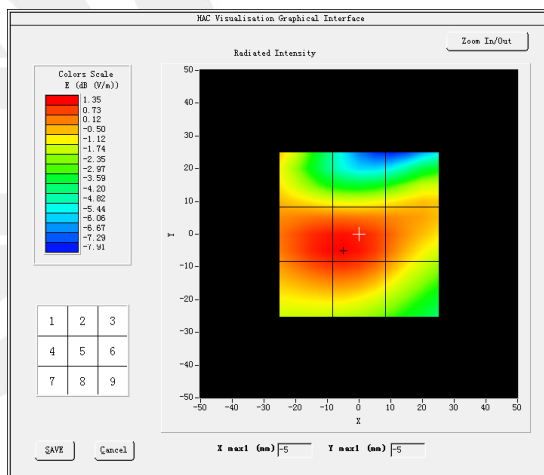 HAC Visualisation Graphical Interface
Zoom In/Out
Radiated Intensity
Colors Scale
E (dB (V/m))
1.35
0.73
0.12
-0.50
-1.12
-1.74
-2.35
-2.97
-3.59
-4.20
-4.82
-5.44
-6.06
-6.67
-7.29
-7.91
50
40
30
20
10
0
-10
-20
-30
-40
-50
Y
-50 -40 -30 -20 -10 0 10 20 30 40 50
X
1 2 3
4 5 6
7 8 9
SAVE Cancel
X max1 (mm) -5 Y max1 (mm) -5